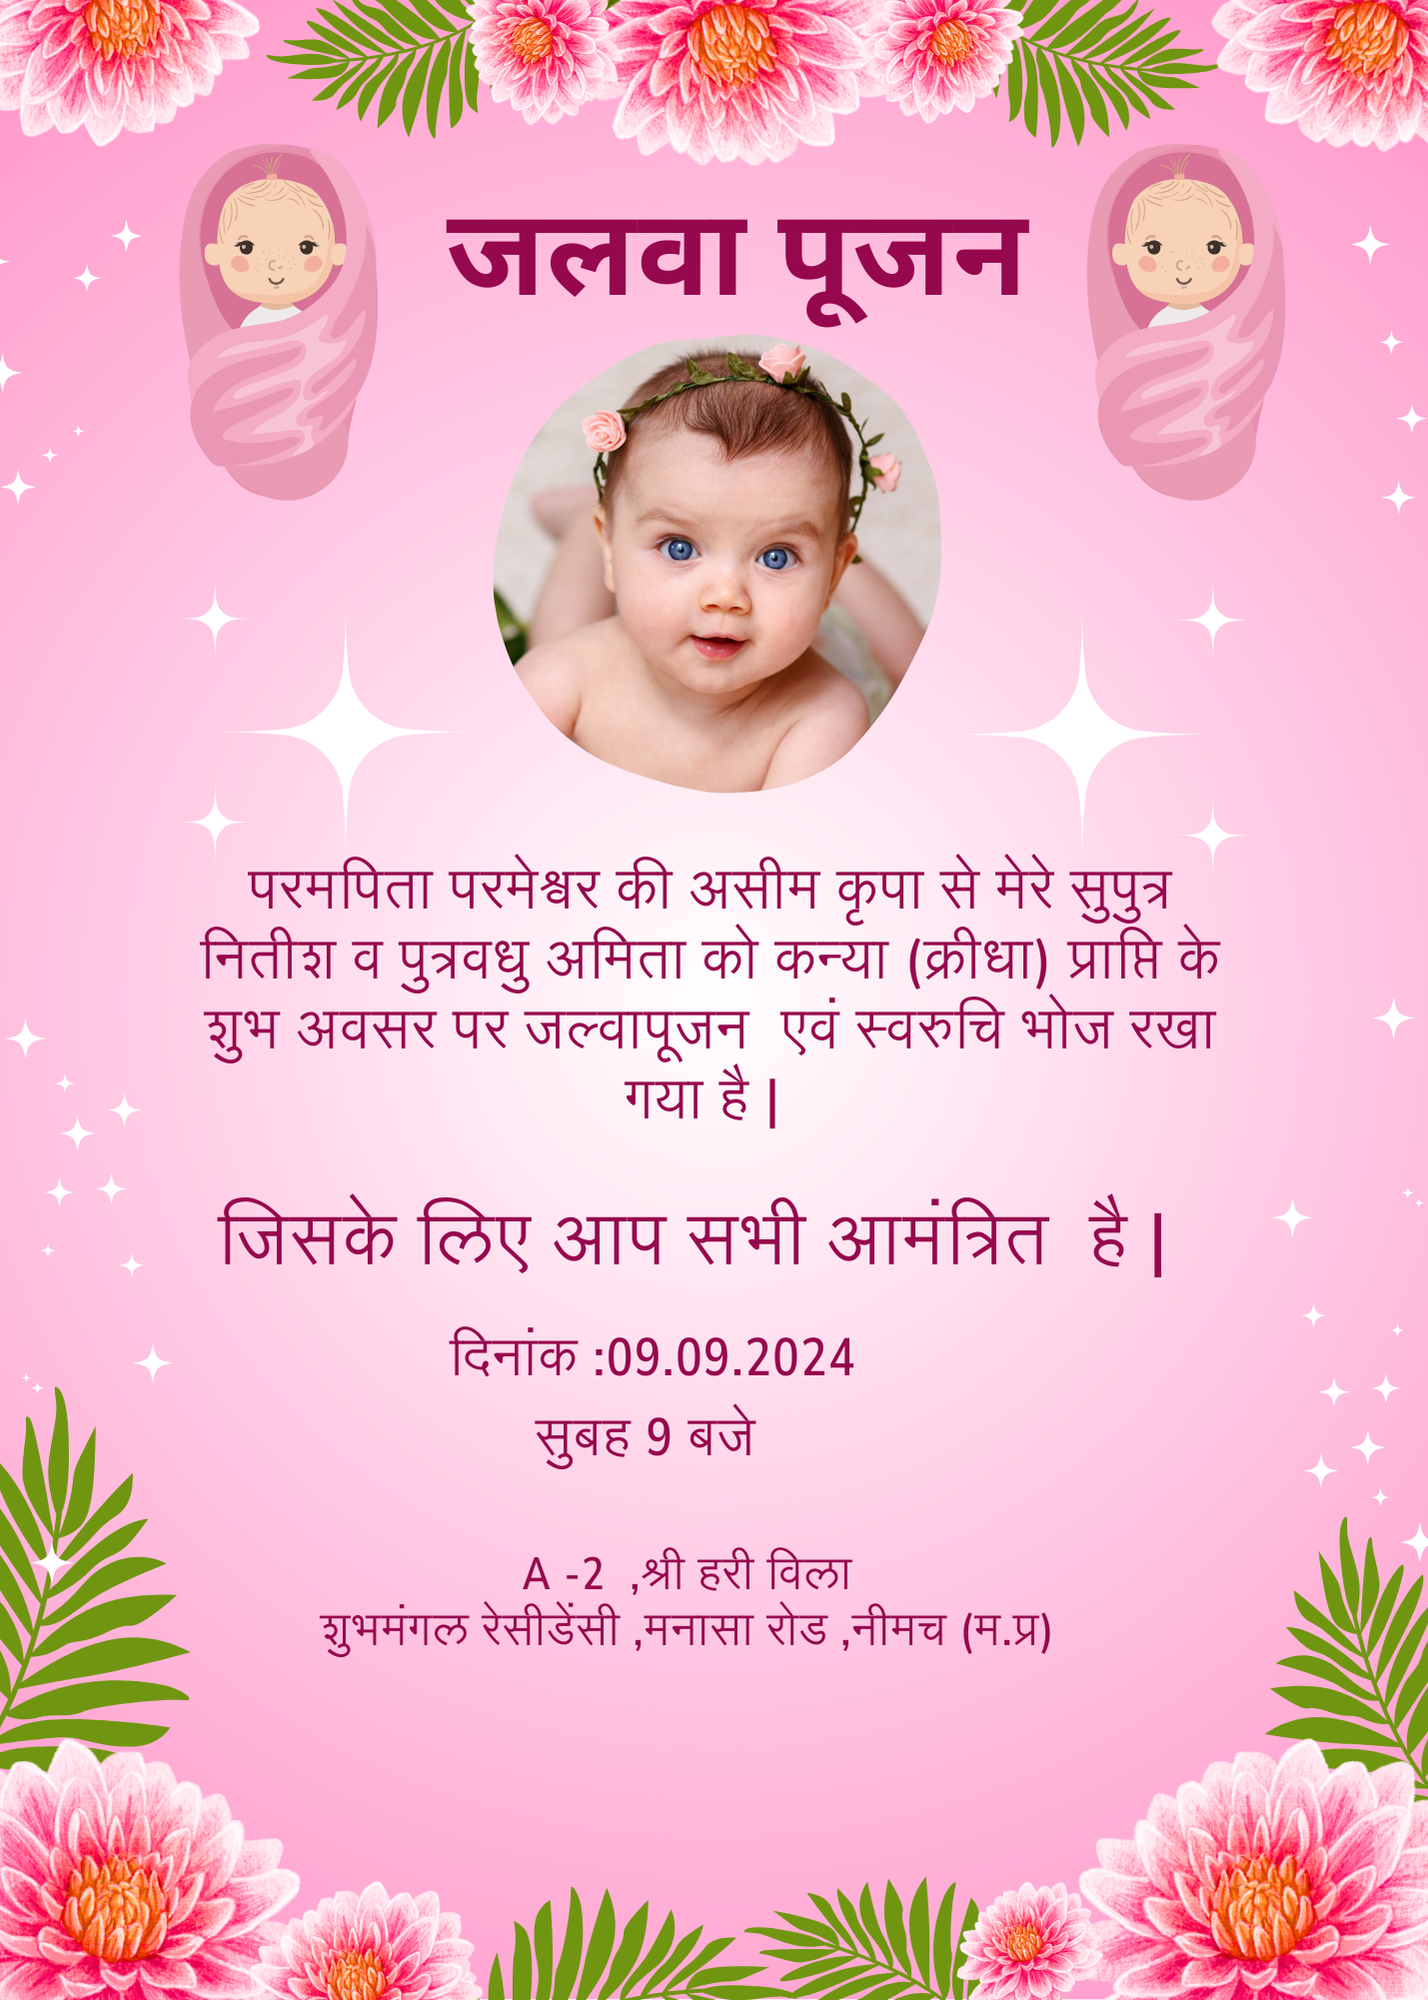 जलवा पूजन
परमपिता परमेश्वर की असीम कृपा से मेरे सुपुत्र
नितीश व पुत्रवधु अमिता को कन्या (क्रीधा) प्राप्ति के
शुभ अवसर पर जल्वापूजन  एवं स्वरुचि भोज रखा
गया है |
जिसके लिए आप सभी आमंत्रित  है |
दिनांक :09.09.2024
सुबह 9 बजे
A -2  ,श्री हरी विला
शुभमंगल रेसीडेंसी ,मनासा रोड ,नीमच (म.प्र)